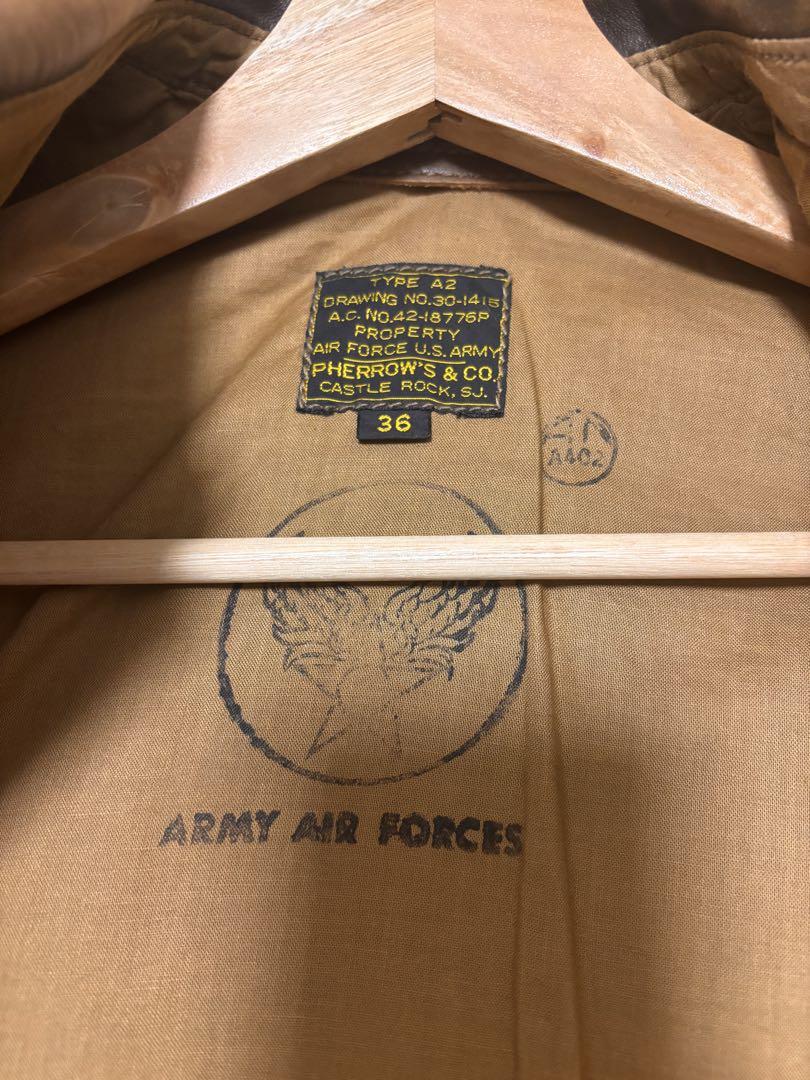 TYPE A2
DRAWING NO.30-1415
A.C. NO.42-18776P
PROPERTY
AIR FORCE U.S. ARMY
PHERROW'S & CO.
CASTLE ROCK, SJ.
36
A402
ARMY AIR FORCES